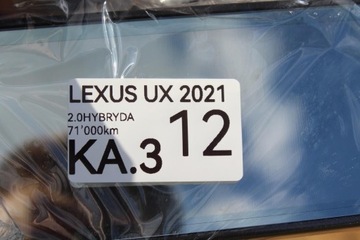 LEXUS UX 2021
2.0HYBRYDA
71'000km
12
KA.3